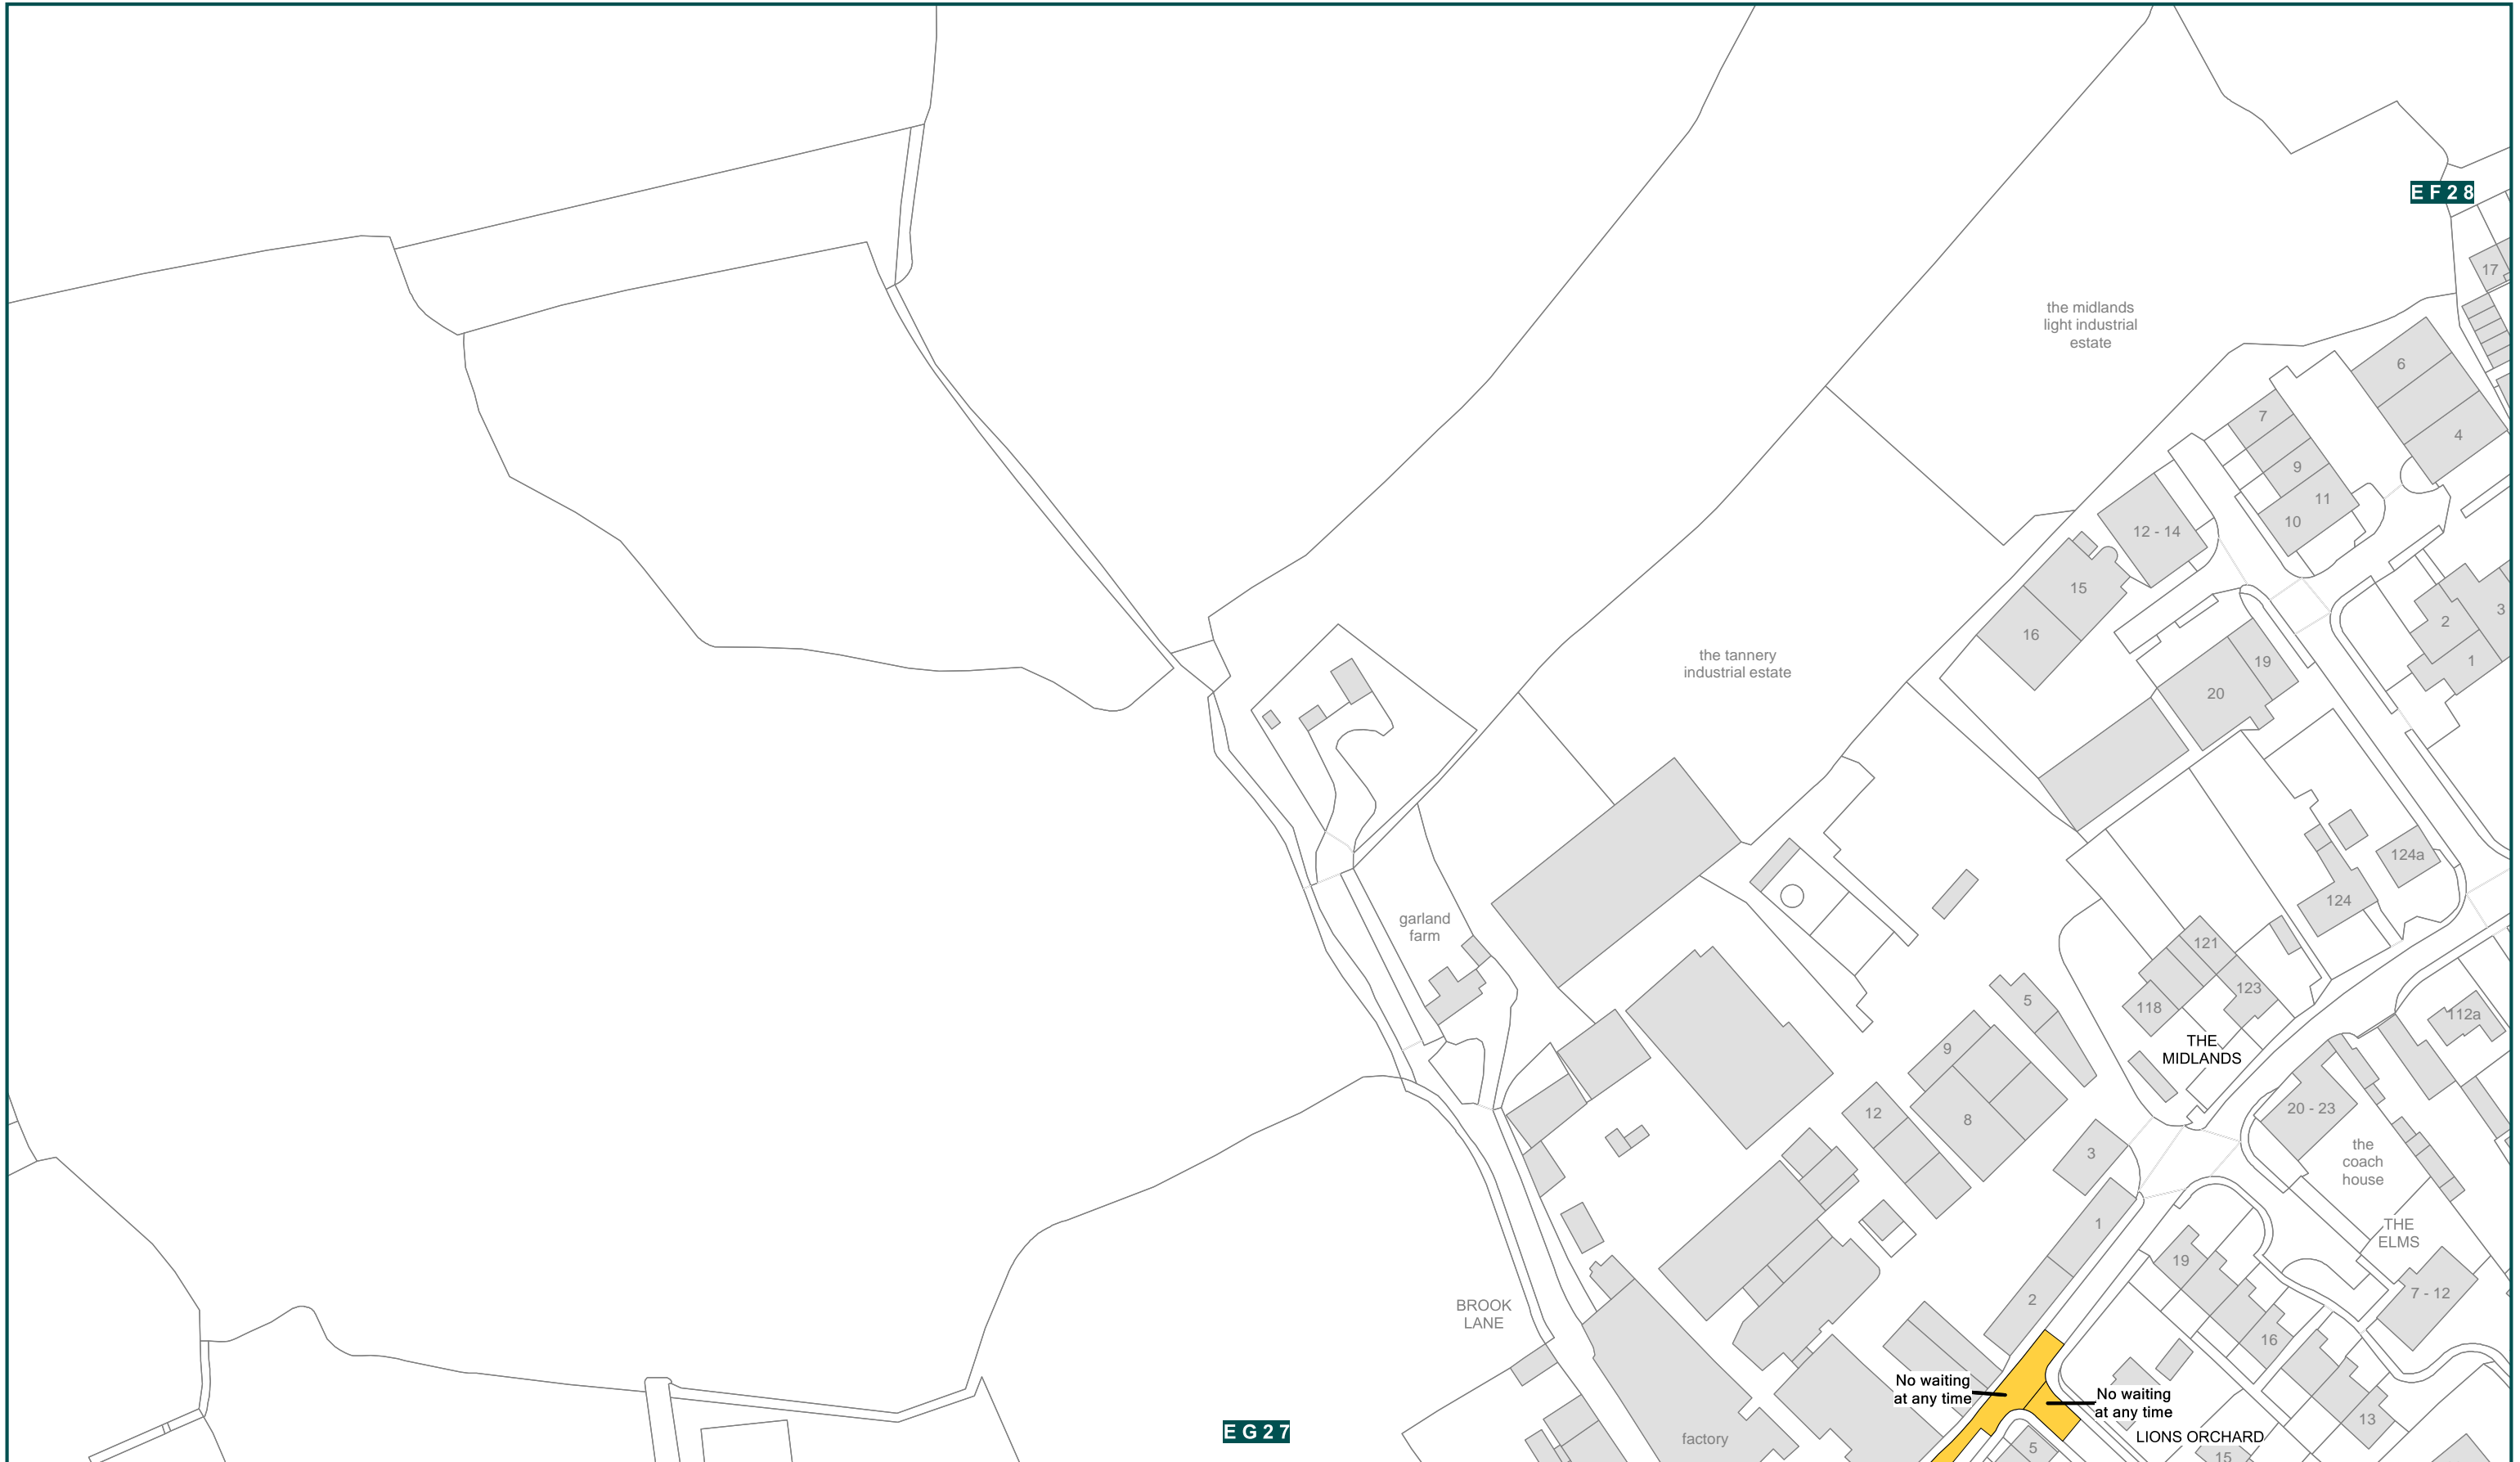 E F 2 8
17
the midlands
light industrial
estate
6
7
4
9
11
10
12 - 14
15
16
2
3
1
the tannery
industrial estate
19
20
124a
124
garland
farm
121
123
118
5
112a
THE
MIDLANDS
9
12
8
20 - 23
3
the
coach
house
1
THE
ELMS
19
2
7 - 12
BROOK
LANE
16
No waiting
at any time
No waiting
at any time
13
E G 2 7
factory
LIONS ORCHARD
5
15